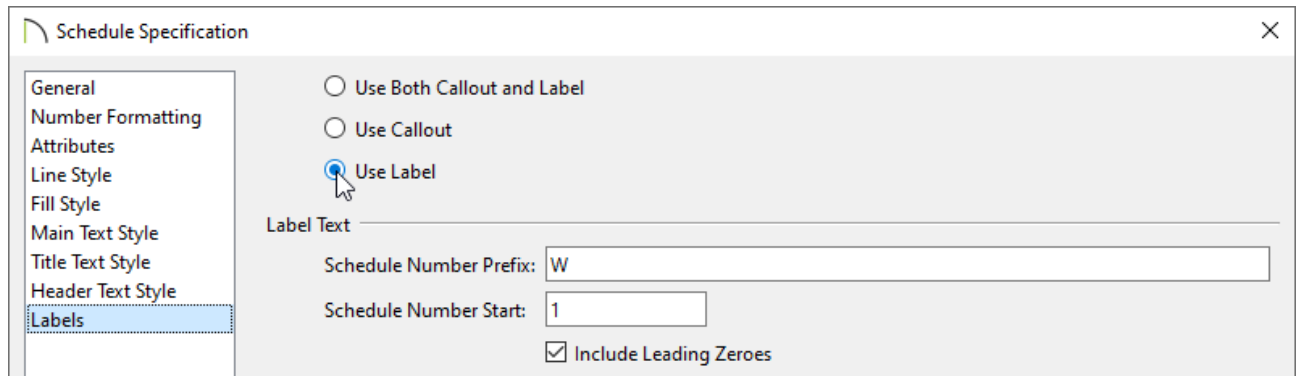 Schedule Specification
General
Number Formatting
Attributes
Line Style
Fill Style
Main Text Style
Title Text Style
Header Text Style
Labels
Use Both Callout and Label
Use Callout
Use Label
Label Text
Schedule Number Prefix: W
Schedule Number Start: 1
Include Leading Zeroes